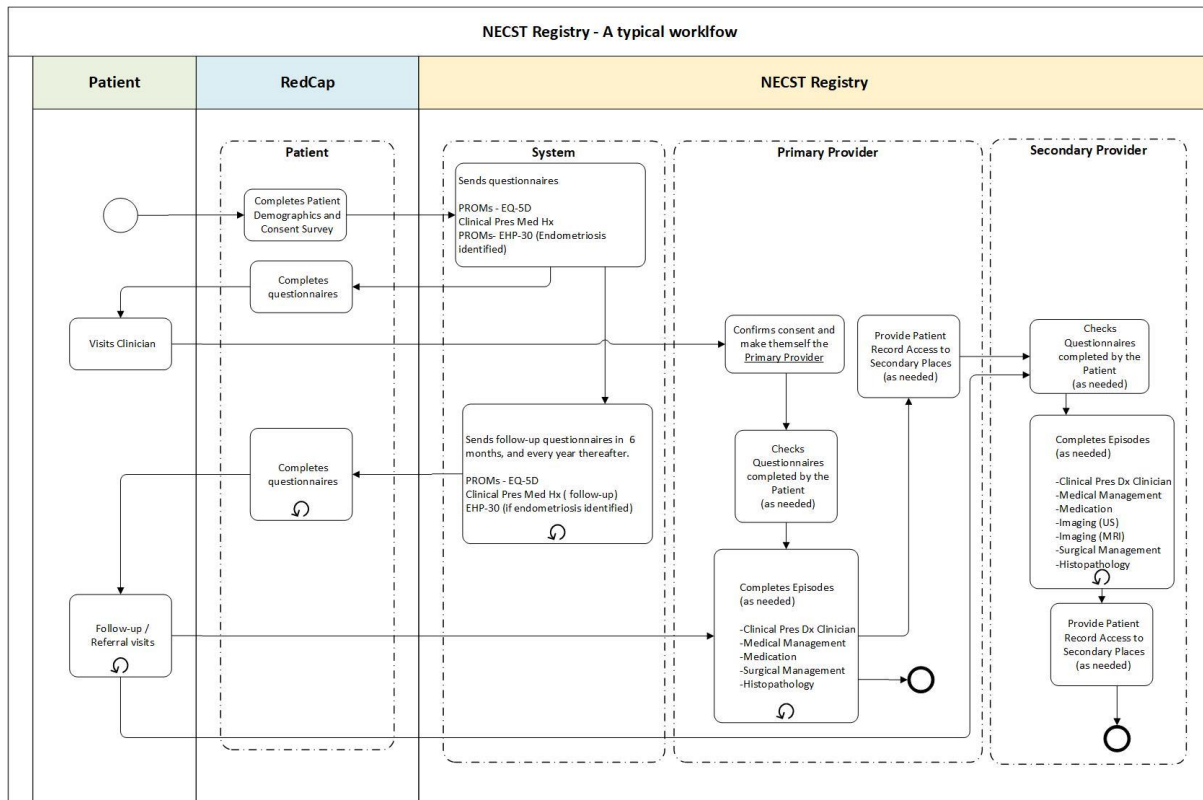 NECST Registry - A typical worklfow
Patient
RedCap
NECST Registry
Patient
System
Primary Provider
Secondary Provider
Completes Patient
Demographics and
Consent Survey
Sends questionnaires
PROMs - EQ-5D
Clinical Pres Med Hx
PROMs- EHP-30 (Endometriosis
identified)
Completes
questionnaires
Visits Clinician
Confirms consent and
make themself the
Primary Provider
Provide Patient
Record Access to
Secondary Places
(as needed)
Checks
Questionnaires
completed by the
Patient
(as needed)
Completes
questionnaires
Sends follow-up questionnaires in 6
months, and every year thereafter.
PROMs - EQ-5D
Clinical Pres Med Hx ( follow-up)
EHP-30 (if endometriosis identified)
Checks
Questionnaires
completed by the
Patient
(as needed)
Completes Episodes
(as needed)
-Clinical Pres Dx Clinician
-Medical Management
-Medication
-Imaging (US)
-Imaging (MRI)
-Surgical Management
-Histopathology
Follow-up /
Referral visits
Completes Episodes
(as needed)
-Clinical Pres Dx Clinician
-Medical Management
-Medication
-Surgical Management
-Histopathology
Provide Patient
Record Access to
Secondary Places
(as needed)